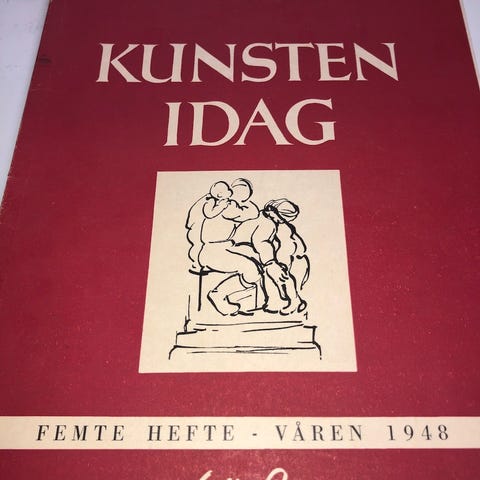 KUNSTEN
IDAG
FEMTE HEFTE - VÅREN 1948